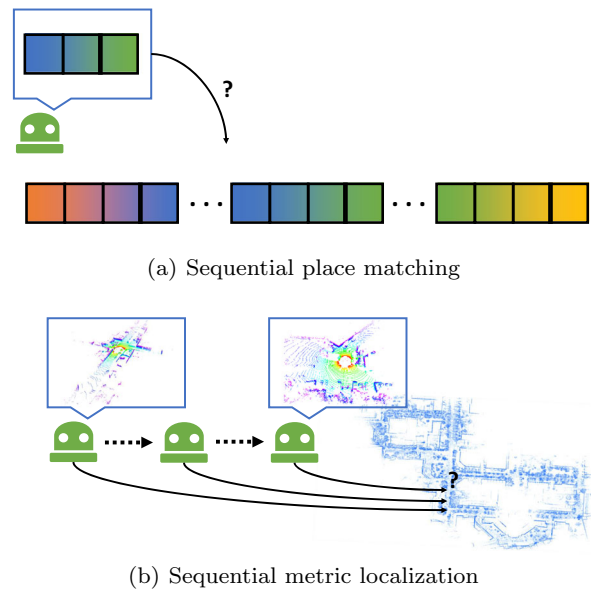 ?
(a) Sequential place matching
?
(b) Sequential metric localization